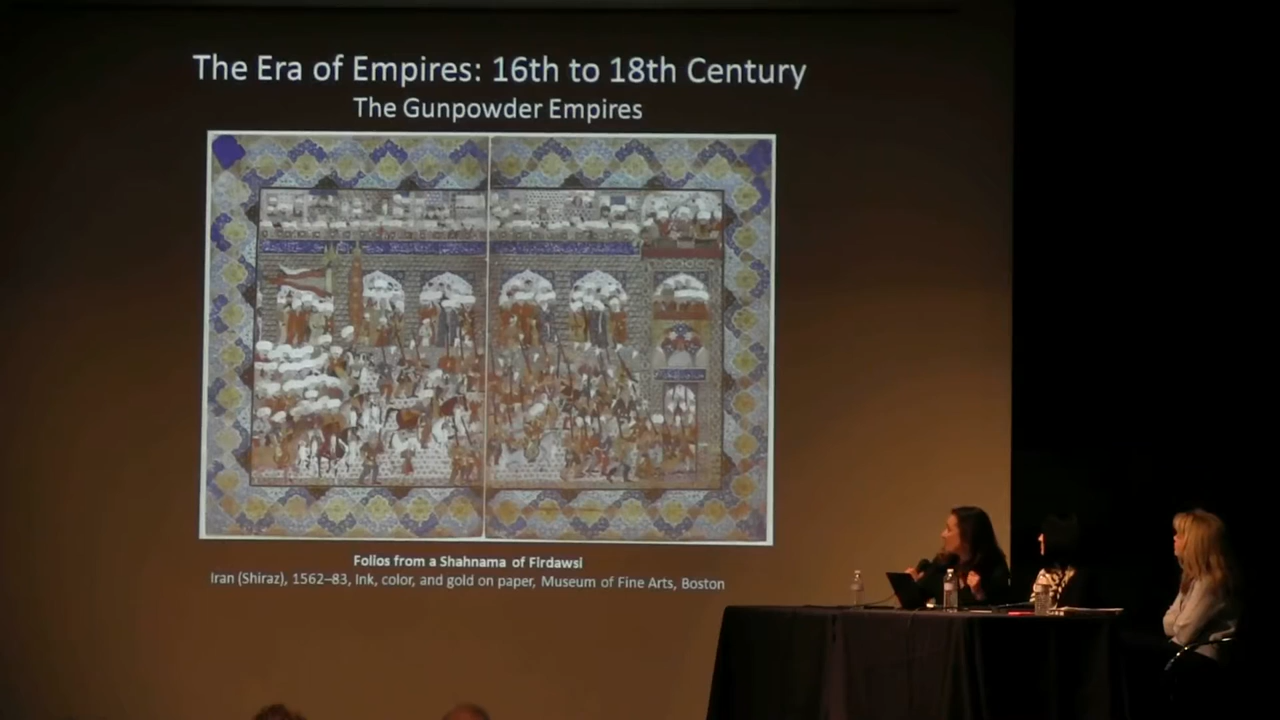 The Era of Empires: 16th to 18th Century
The Gunpowder Empires
Folios from a Shahnama of Firdawsi
Iran (Shiraz), 1562–83, Ink, color, and gold on paper, Museum of Fine Arts, Boston